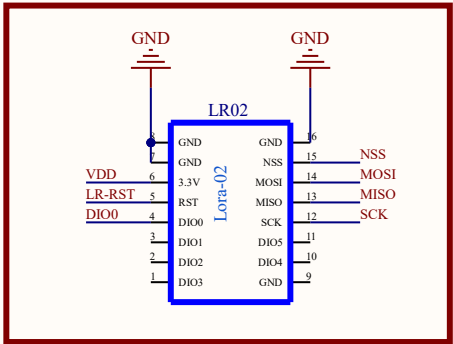 GND GND
LR02
8 GND GND 16
7 GND NSS 15 NSS
VDD 6 3.3V MOSI 14 MOSI
LR-RST 5 RST MISO 13 MISO
DIO0 4 DIO0 SCK 12 SCK
3 DIO1 DIO5 11
2 DIO2 DIO4 10
1 DIO3 GND 9
Lora-02